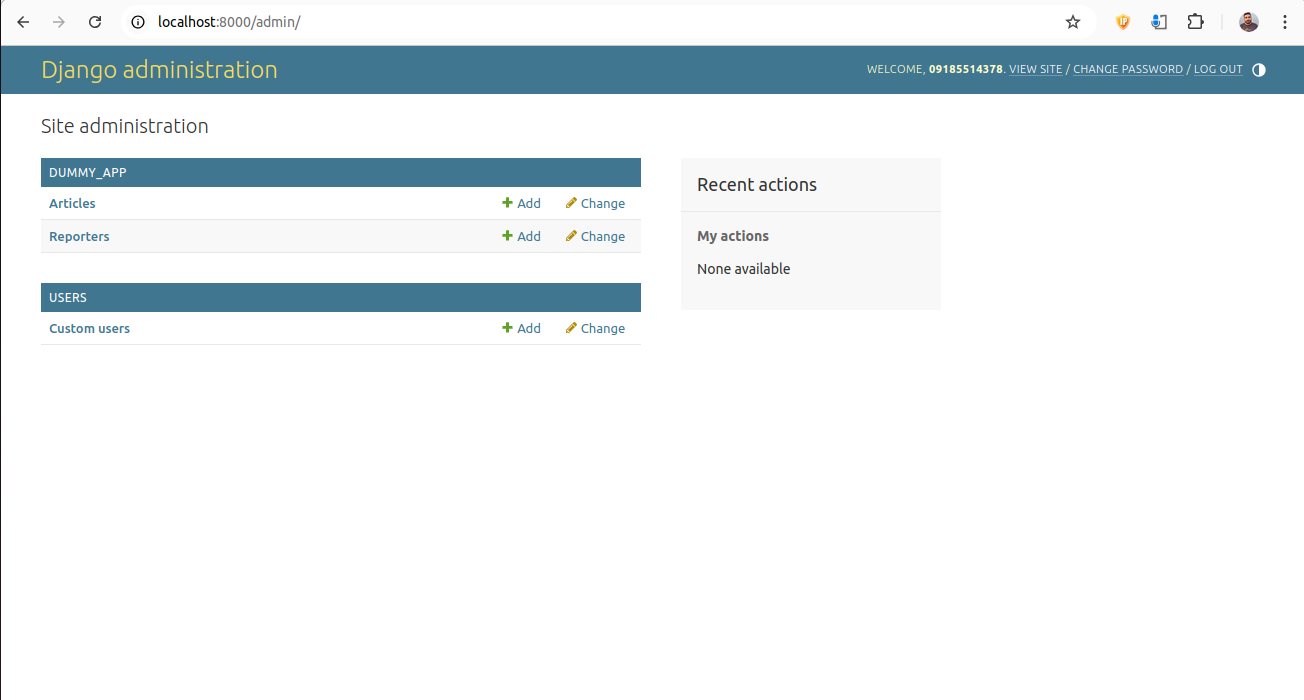 localhost:8000/admin/
Django administration
WELCOME, 09185514378. VIEW SITE / CHANGE PASSWORD / LOG OUT
Site administration
DUMMY_APP
Articles Add Change
Reporters Add Change
USERS
Custom users Add Change
Recent actions
My actions
None available